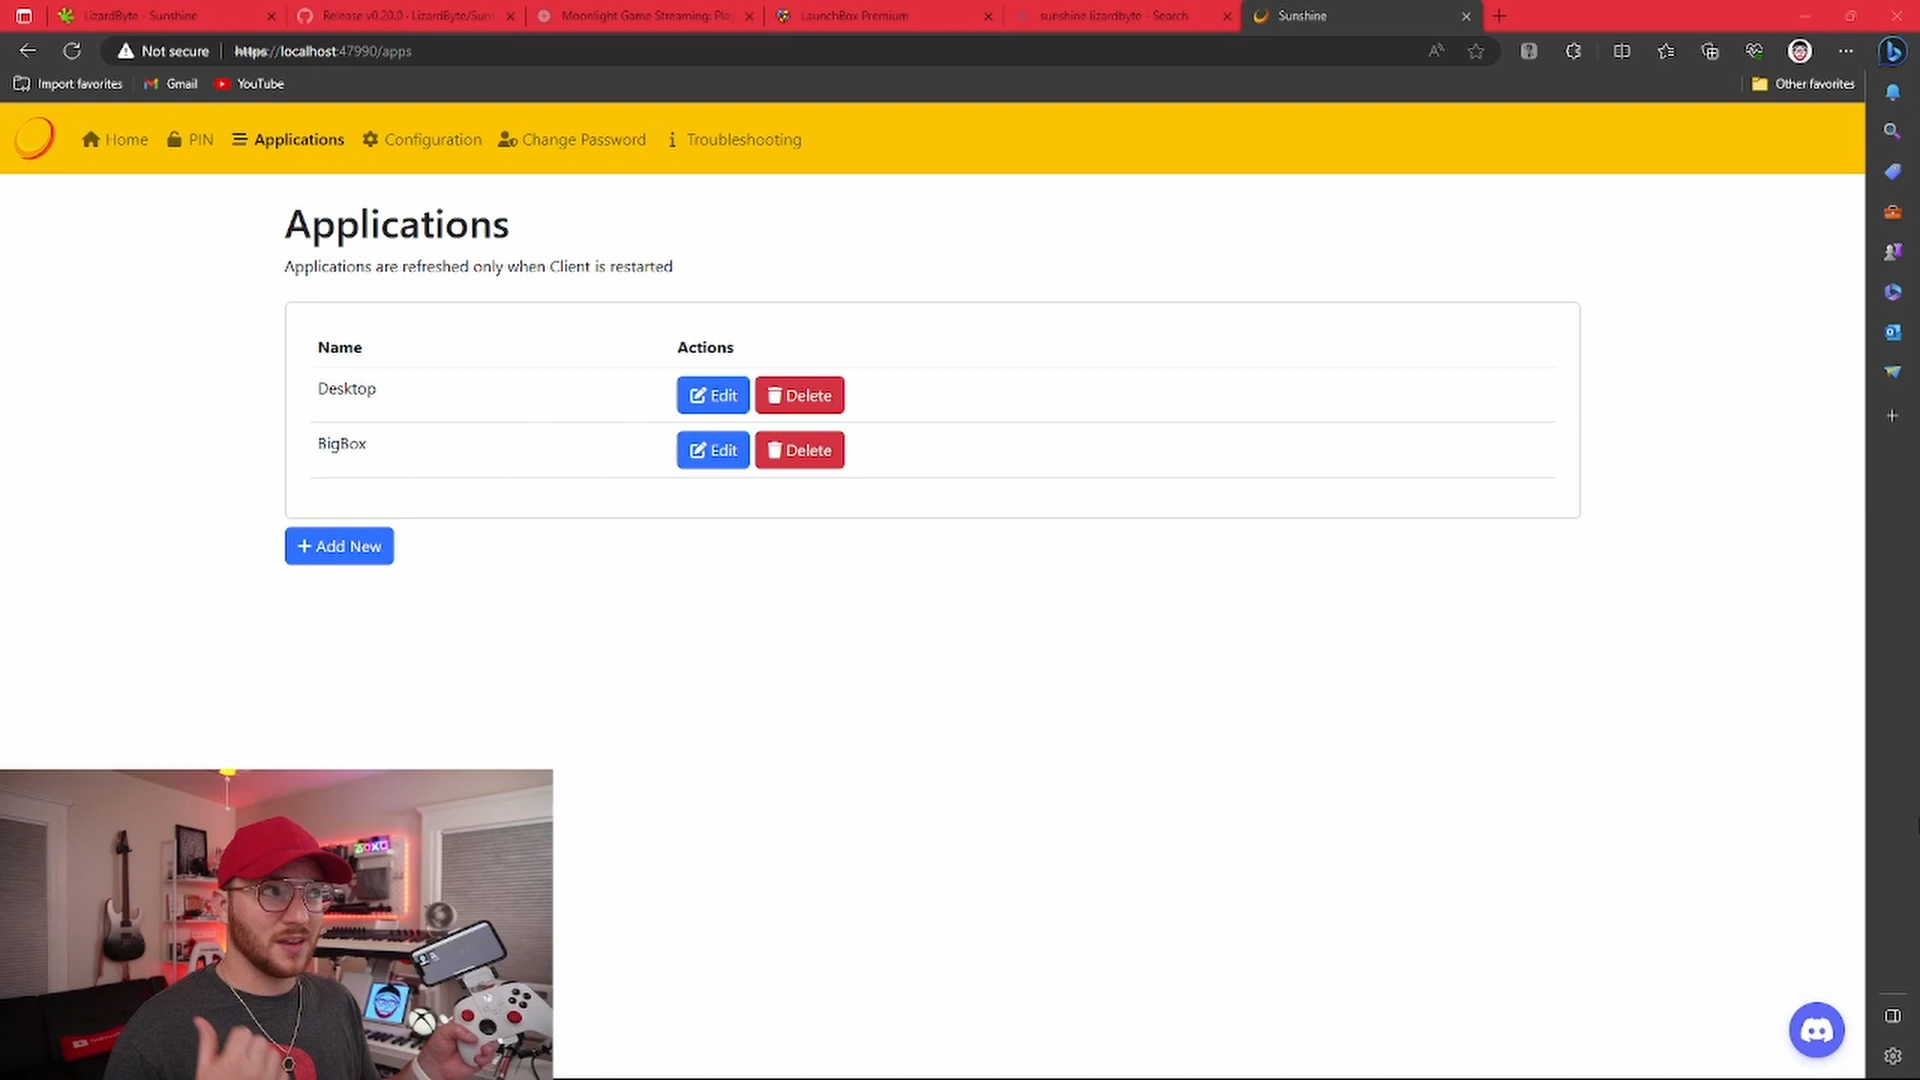 LizardByte - Sunshine
Release v0.20.0 · LizardByte/Sun
Moonlight Game Streaming: Play
LaunchBox Premium
sunshine lizardbyte - Search
Sunshine
Not secure
https://localhost:47990/apps
Import favorites
Gmail
YouTube
Other favorites
Home
PIN
Applications
Configuration
Change Password
Troubleshooting
Applications
Applications are refreshed only when Client is restarted
Name
Actions
Desktop
Edit
Delete
BigBox
Edit
Delete
+ Add New